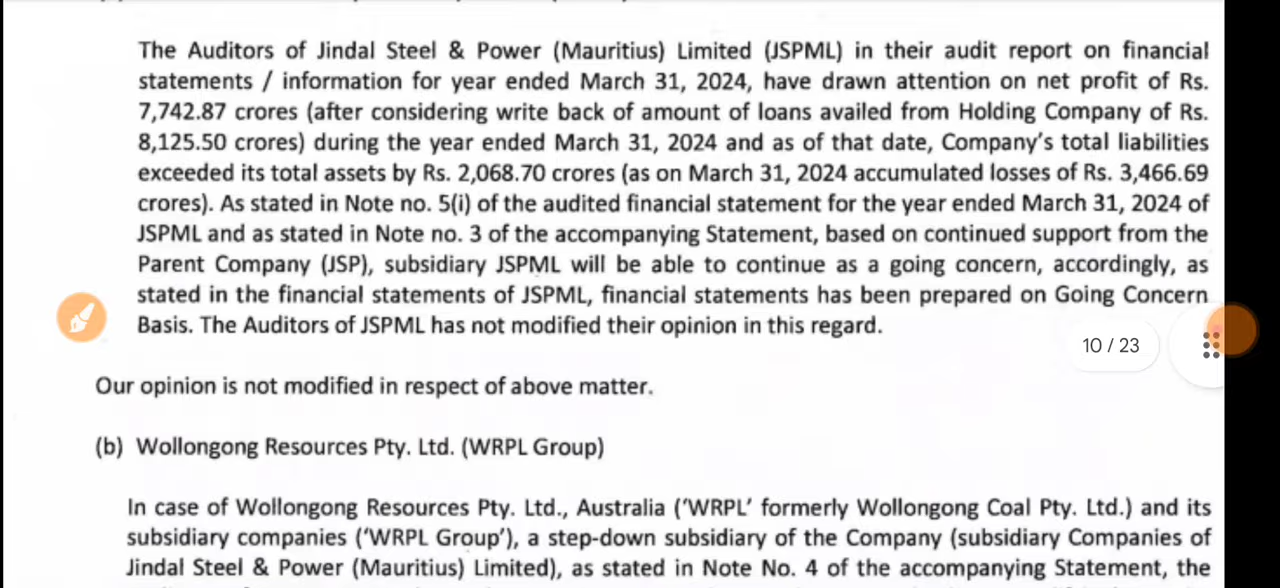 The Auditors of Jindal Steel & Power (Mauritius) Limited (JSPML) in their audit report on financial
statements / information for year ended March 31, 2024, have drawn attention on net profit of Rs.
7,742.87 crores (after considering write back of amount of loans availed from Holding Company of Rs.
8,125.50 crores) during the year ended March 31, 2024 and as of that date, Company's total liabilities
exceeded its total assets by Rs. 2,068.70 crores (as on March 31, 2024 accumulated losses of Rs. 3,466.69
crores). As stated in Note no. 5(i) of the audited financial statement for the year ended March 31, 2024 of
JSPML and as stated in Note no. 3 of the accompanying Statement, based on continued support from the
Parent Company (JSP), subsidiary JSPML will be able to continue as a going concern, accordingly, as
stated in the financial statements of JSPML, financial statements has been prepared on Going Concern
Basis. The Auditors of JSPML has not modified their opinion in this regard.
10 / 23
Our opinion is not modified in respect of above matter.
(b) Wollongong Resources Pty. Ltd. (WRPL Group)
In case of Wollongong Resources Pty. Ltd., Australia ('WRPL' formerly Wollongong Coal Pty. Ltd.) and its
subsidiary companies ('WRPL Group'), a step-down subsidiary of the Company (subsidiary Companies of
Jindal Steel & Power (Mauritius) Limited), as stated in Note No. 4 of the accompanying Statement, the